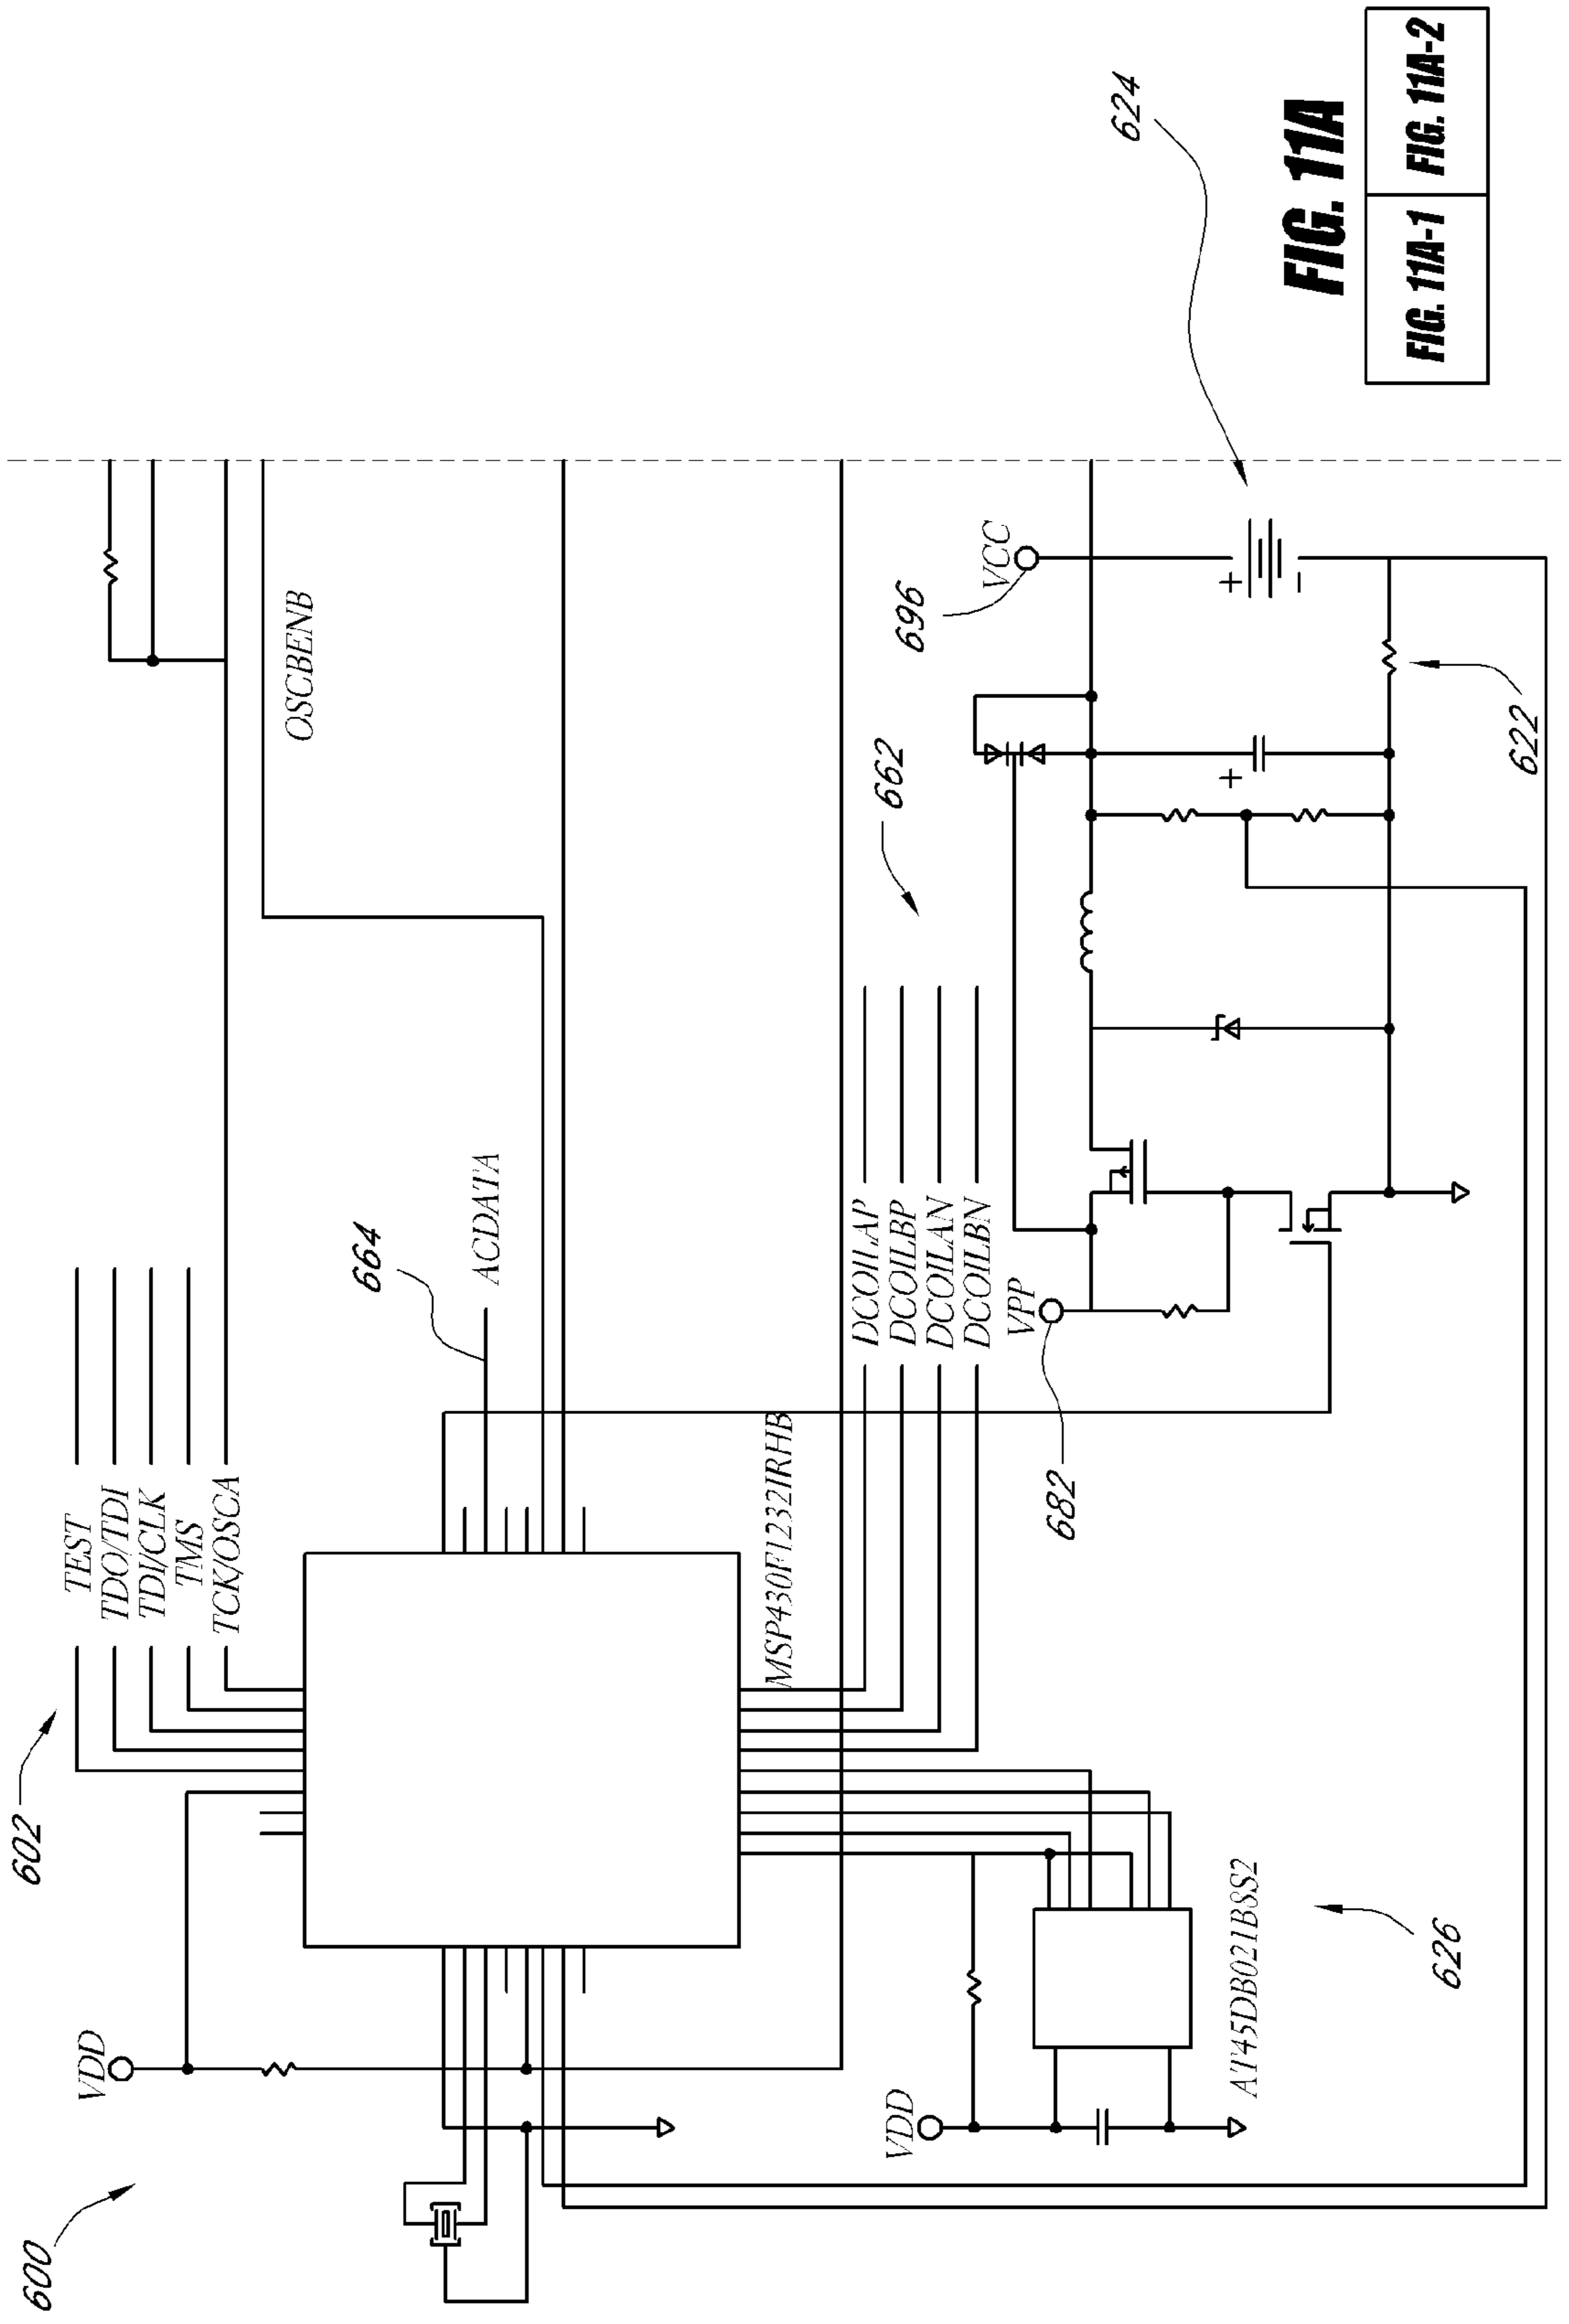 600
602
VDD
TEST
TDO/TDI
TDI/CLK
TMS
TCK/OSCA
664
ACDATA
OSCBENB
MSP430F1232IRHB
DCOILAP
DCOILBP
DCOILAN
DCOILBN
662
VDD
AT45DB021BSS2
626
682
VPP
696
VCC
+
+
−
622
624
FIG. 11A
FIG. 11A-1
FIG. 11A-2